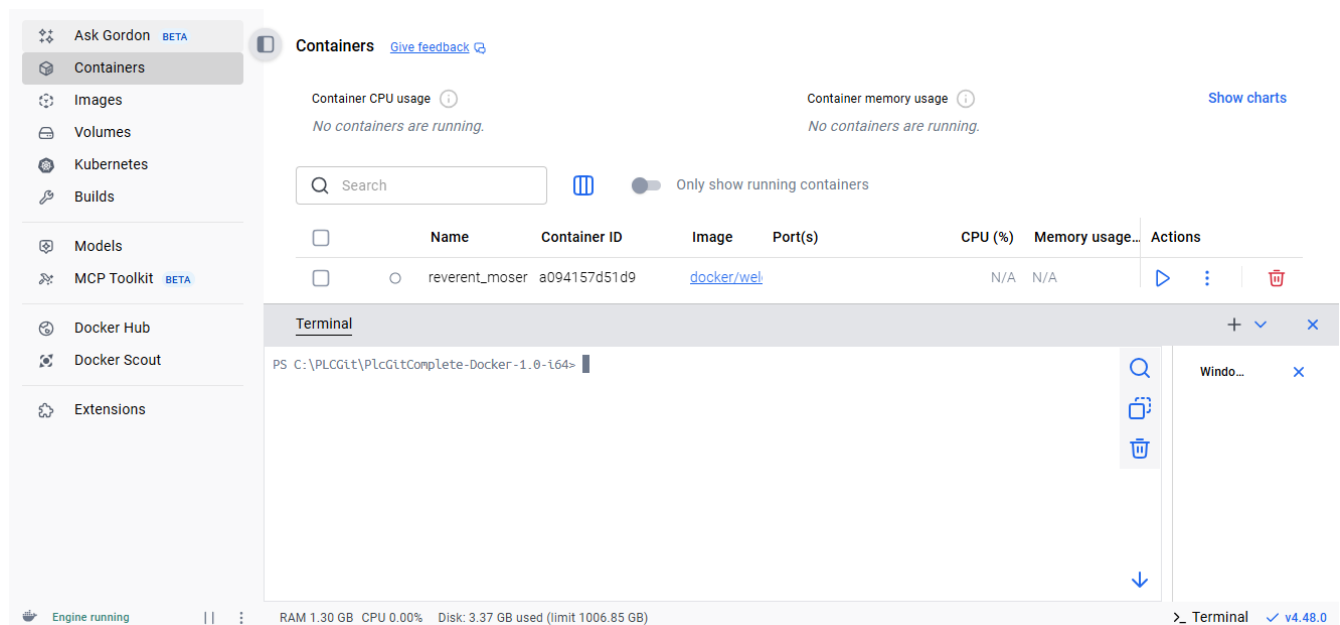 Ask Gordon BETA
Containers
Images
Volumes
Kubernetes
Builds
Models
MCP Toolkit BETA
Docker Hub
Docker Scout
Extensions
Containers Give feedback
Container CPU usage
No containers are running.
Container memory usage
No containers are running.
Show charts
Search
Only show running containers
Name Container ID Image Port(s) CPU (%) Memory usage... Actions
reverent_moser a094157d51d9 docker/wel N/A N/A
Terminal
PS C:\PLCGit\PlcGitComplete-Docker-1.0-i64>
Windo...
Engine running
RAM 1.30 GB CPU 0.00% Disk: 3.37 GB used (limit 1006.85 GB)
Terminal
v4.48.0